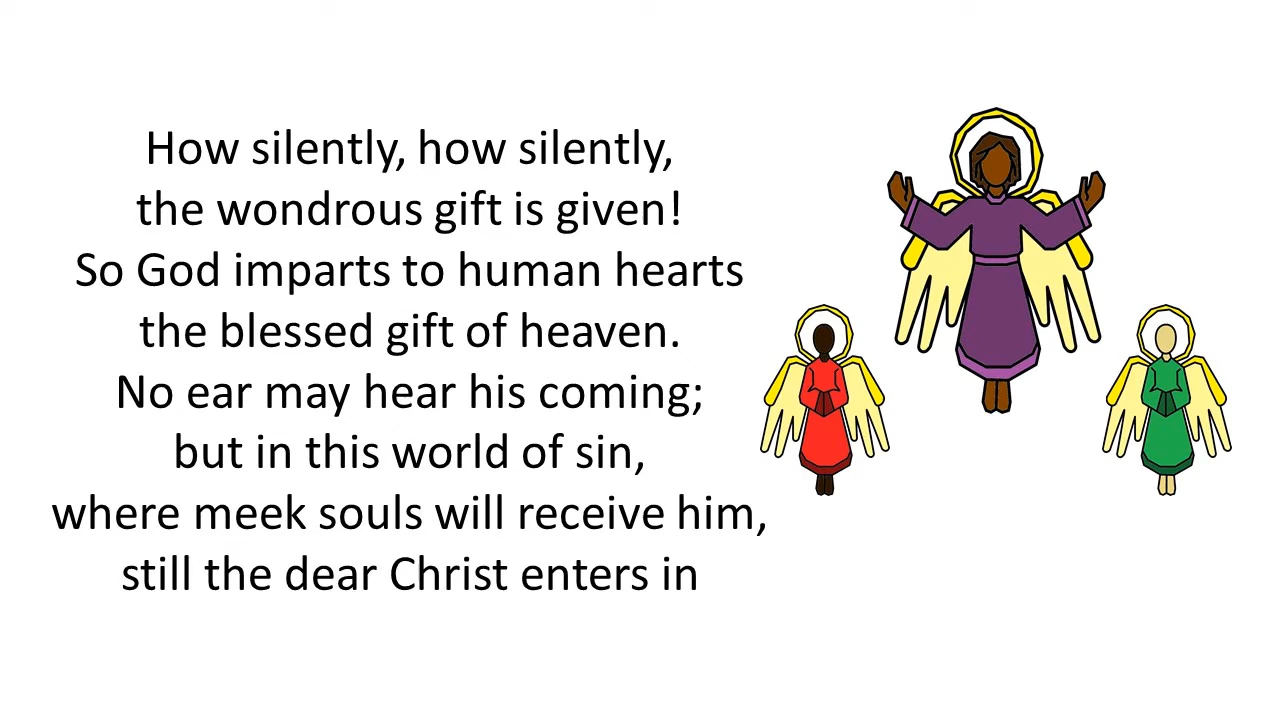 How silently, how silently,
the wondrous gift is given!
So God imparts to human hearts
the blessed gift of heaven.
No ear may hear his coming;
but in this world of sin,
where meek souls will receive him,
still the dear Christ enters in